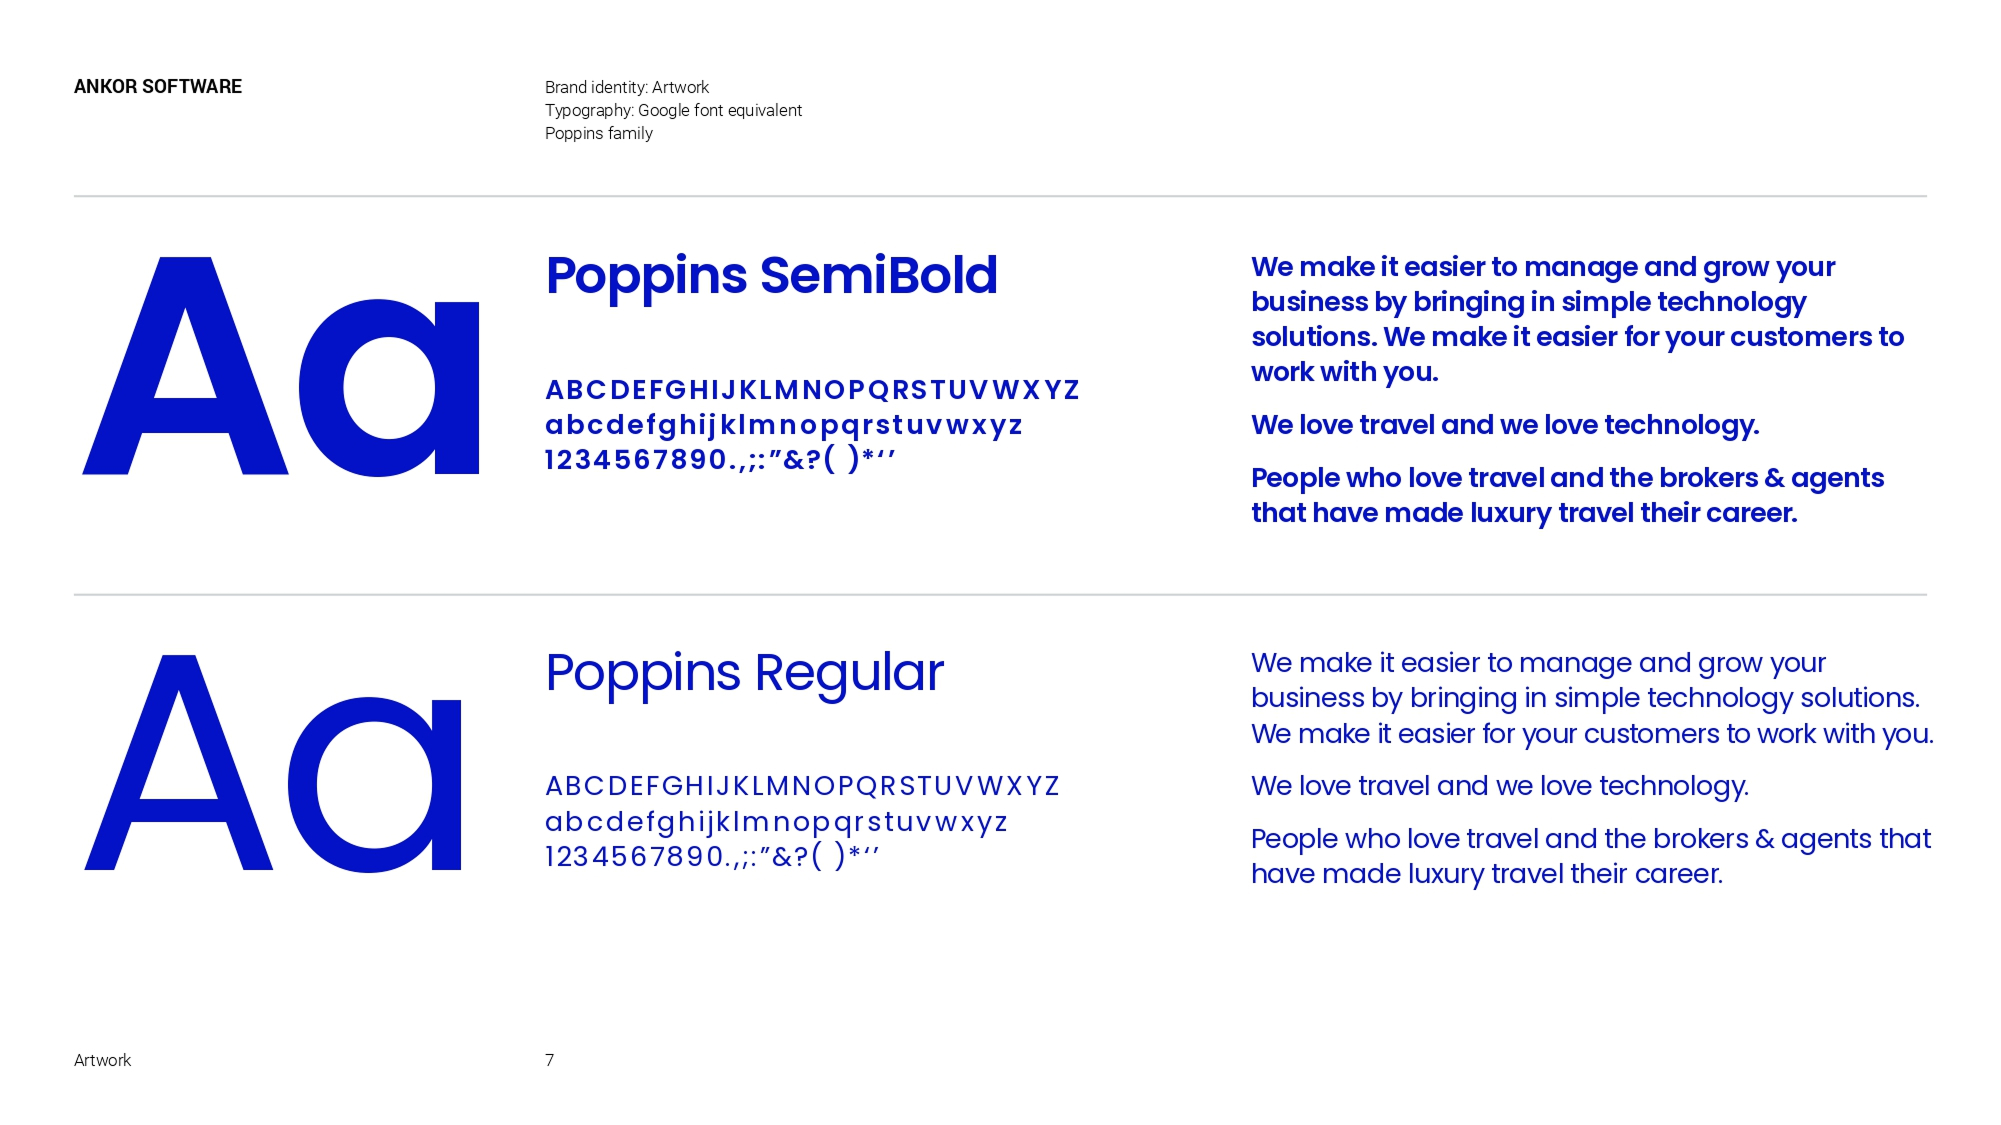 ANKOR SOFTWARE
Brand identity: Artwork
Typography: Google font equivalent
Poppins family
Aa
Poppins SemiBold
ABCDEFGHIJKLMNOPQRSTUVWXYZ
abcdefghijklmnopqrstuvwxyz
1234567890.,;:”&?( )*‘’
We make it easier to manage and grow your
business by bringing in simple technology
solutions. We make it easier for your customers to
work with you.
We love travel and we love technology.
People who love travel and the brokers & agents
that have made luxury travel their career.
Aa
Poppins Regular
ABCDEFGHIJKLMNOPQRSTUVWXYZ
abcdefghijklmnopqrstuvwxyz
1234567890.,;:”&?( )*‘’
We make it easier to manage and grow your
business by bringing in simple technology solutions.
We make it easier for your customers to work with you.
We love travel and we love technology.
People who love travel and the brokers & agents that
have made luxury travel their career.
Artwork
7